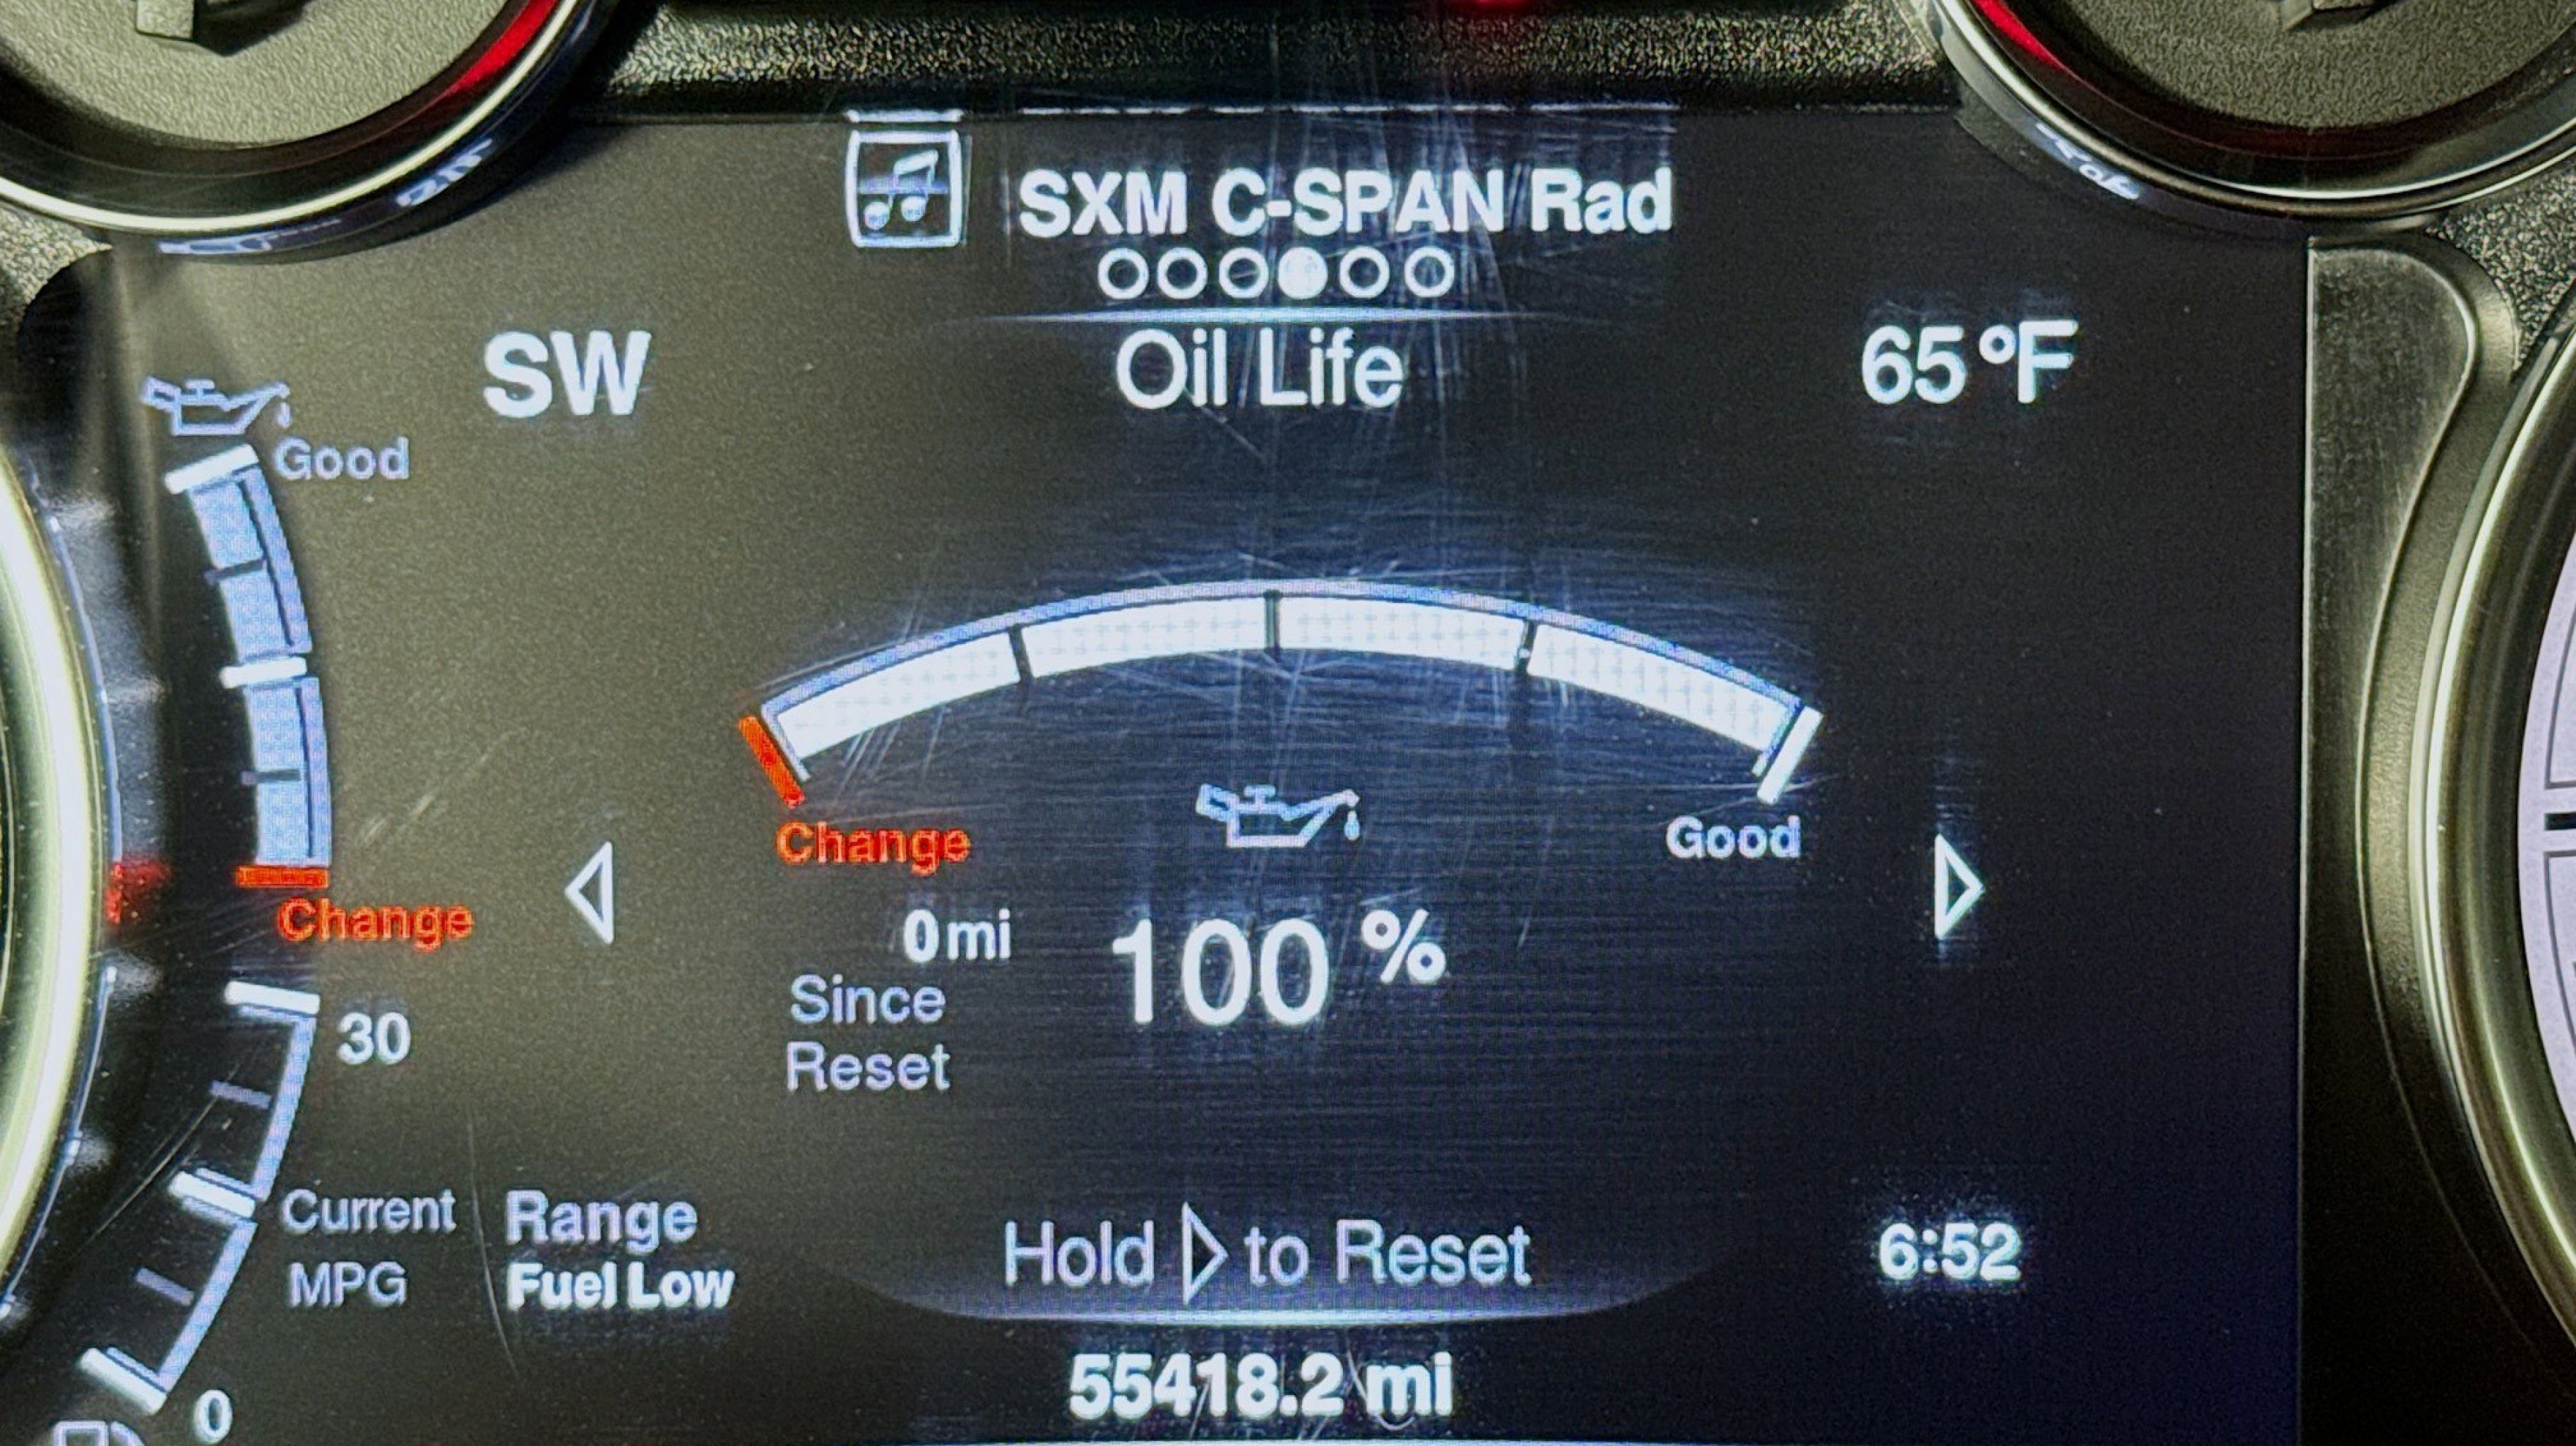 SXM C-SPAN Rad
SW
Oil Life
65 °F
Good
Change
Good
Change
0 mi
Since
Reset
100 %
30
Current
MPG
Range
Fuel Low
Hold ▷ to Reset
6:52
0
55418.2 mi